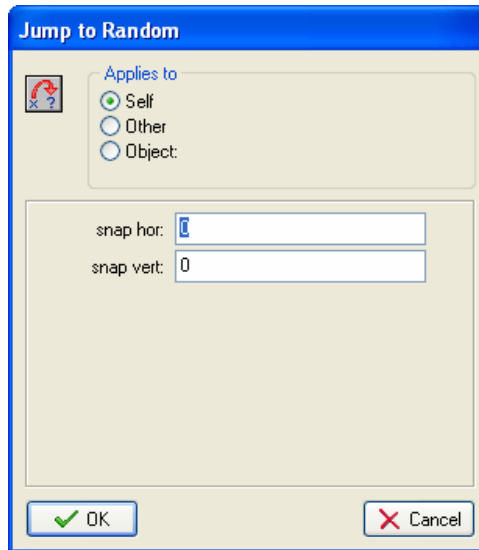 Jump to Random
Applies to
Self
Other
Object:
x ?
snap hor: 0
snap vert: 0
OK
Cancel